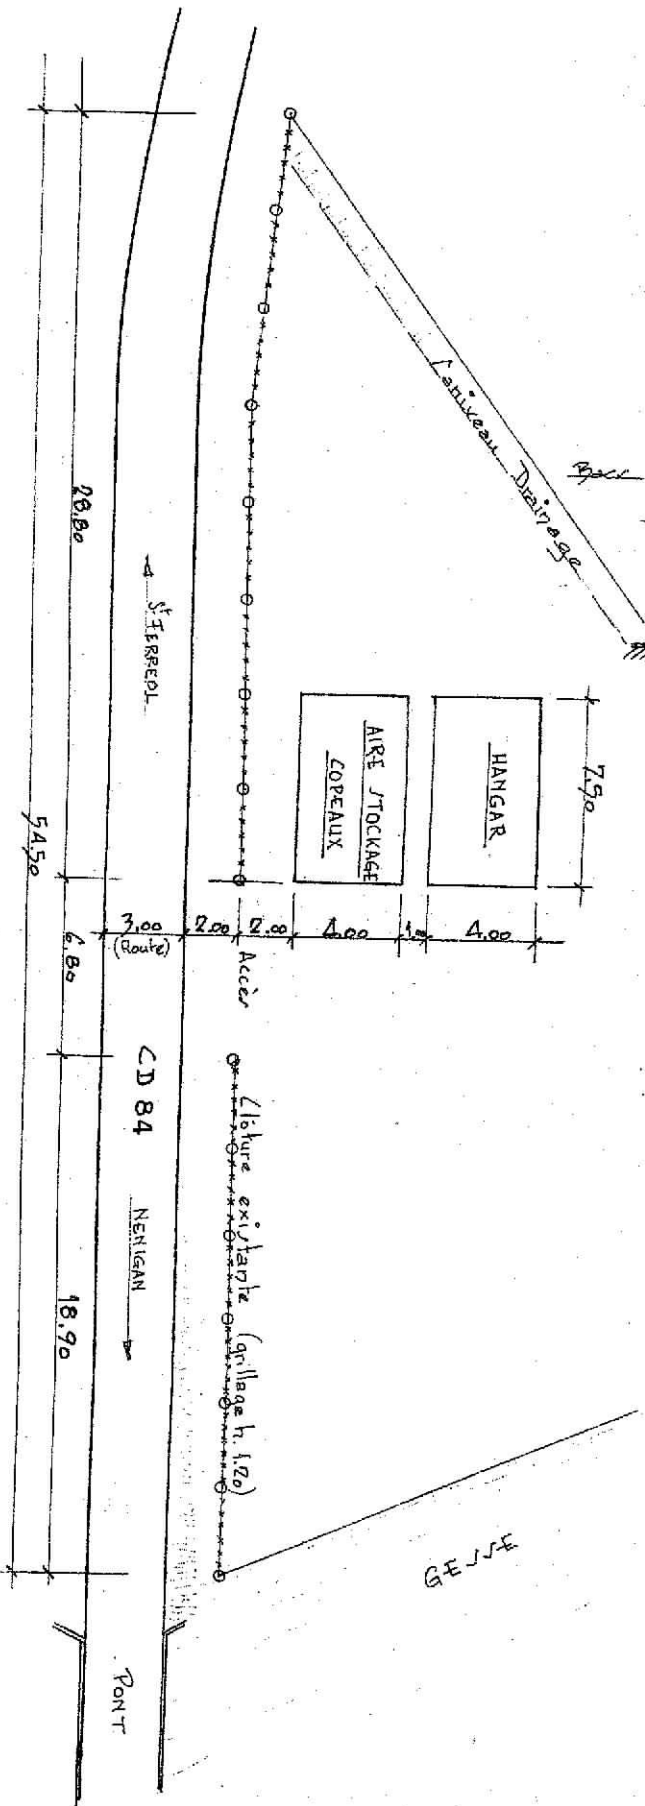 28.80
54.50
6.80
18.90
St FERREOL
3.00
(Route)
2.00
2.00
4.00
1.00
4.00
Accès
CD 84
NENIGAN
Clôture existante (grillage h. 1.20)
Caniveau Drainage
AIRE STOCKAGE
COPEAUX
HANGAR
7.90
GESSE
PONT